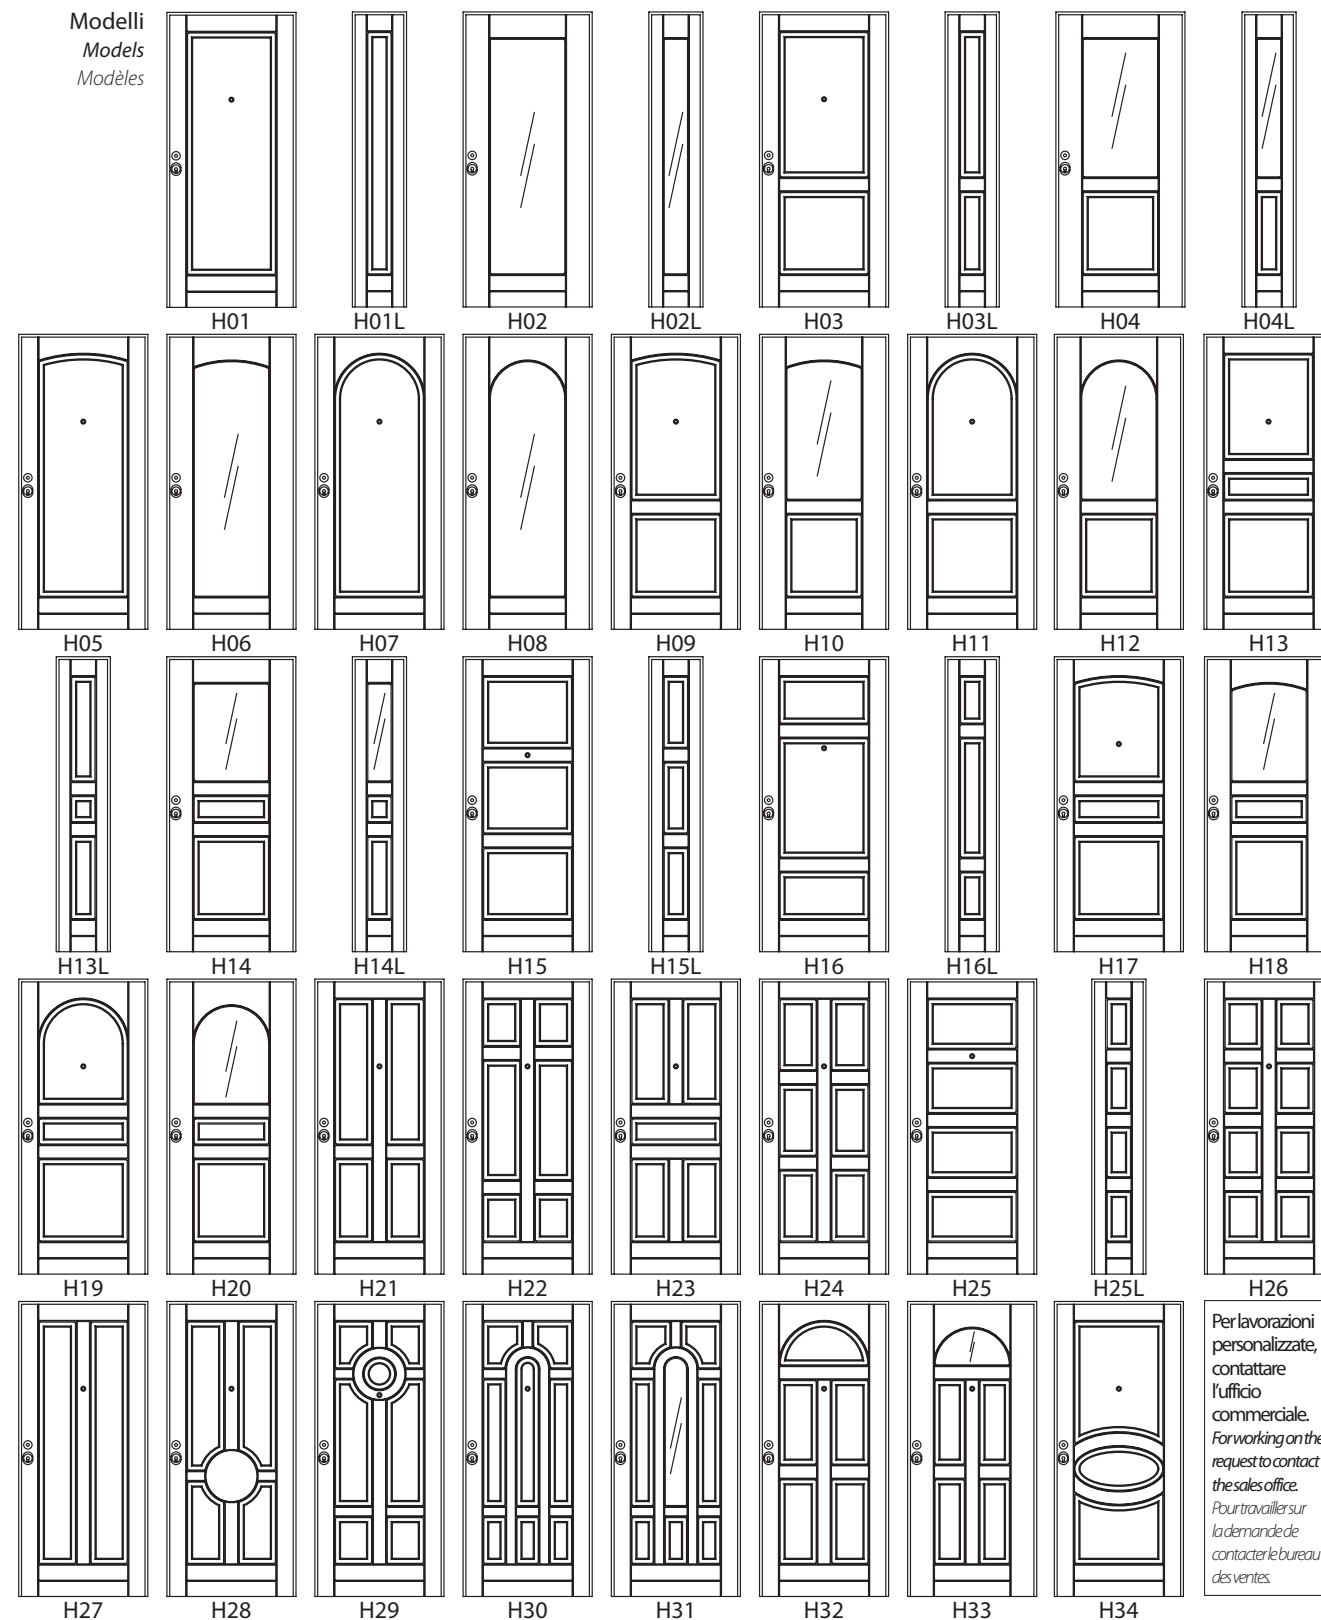 Modelli
Models
Modèles
H01 H01L H02 H02L H03 H03L H04 H04L
H05 H06 H07 H08 H09 H10 H11 H12 H13
H13L H14 H14L H15 H15L H16 H16L H17 H18
H19 H20 H21 H22 H23 H24 H25 H25L H26
Per lavorazioni
personalizzate,
contattare
l'ufficio
commerciale.
For working on the
request to contact
the sales office.
Pour travailler sur
la demande de
contacter le bureau
des ventes.
H27 H28 H29 H30 H31 H32 H33 H34